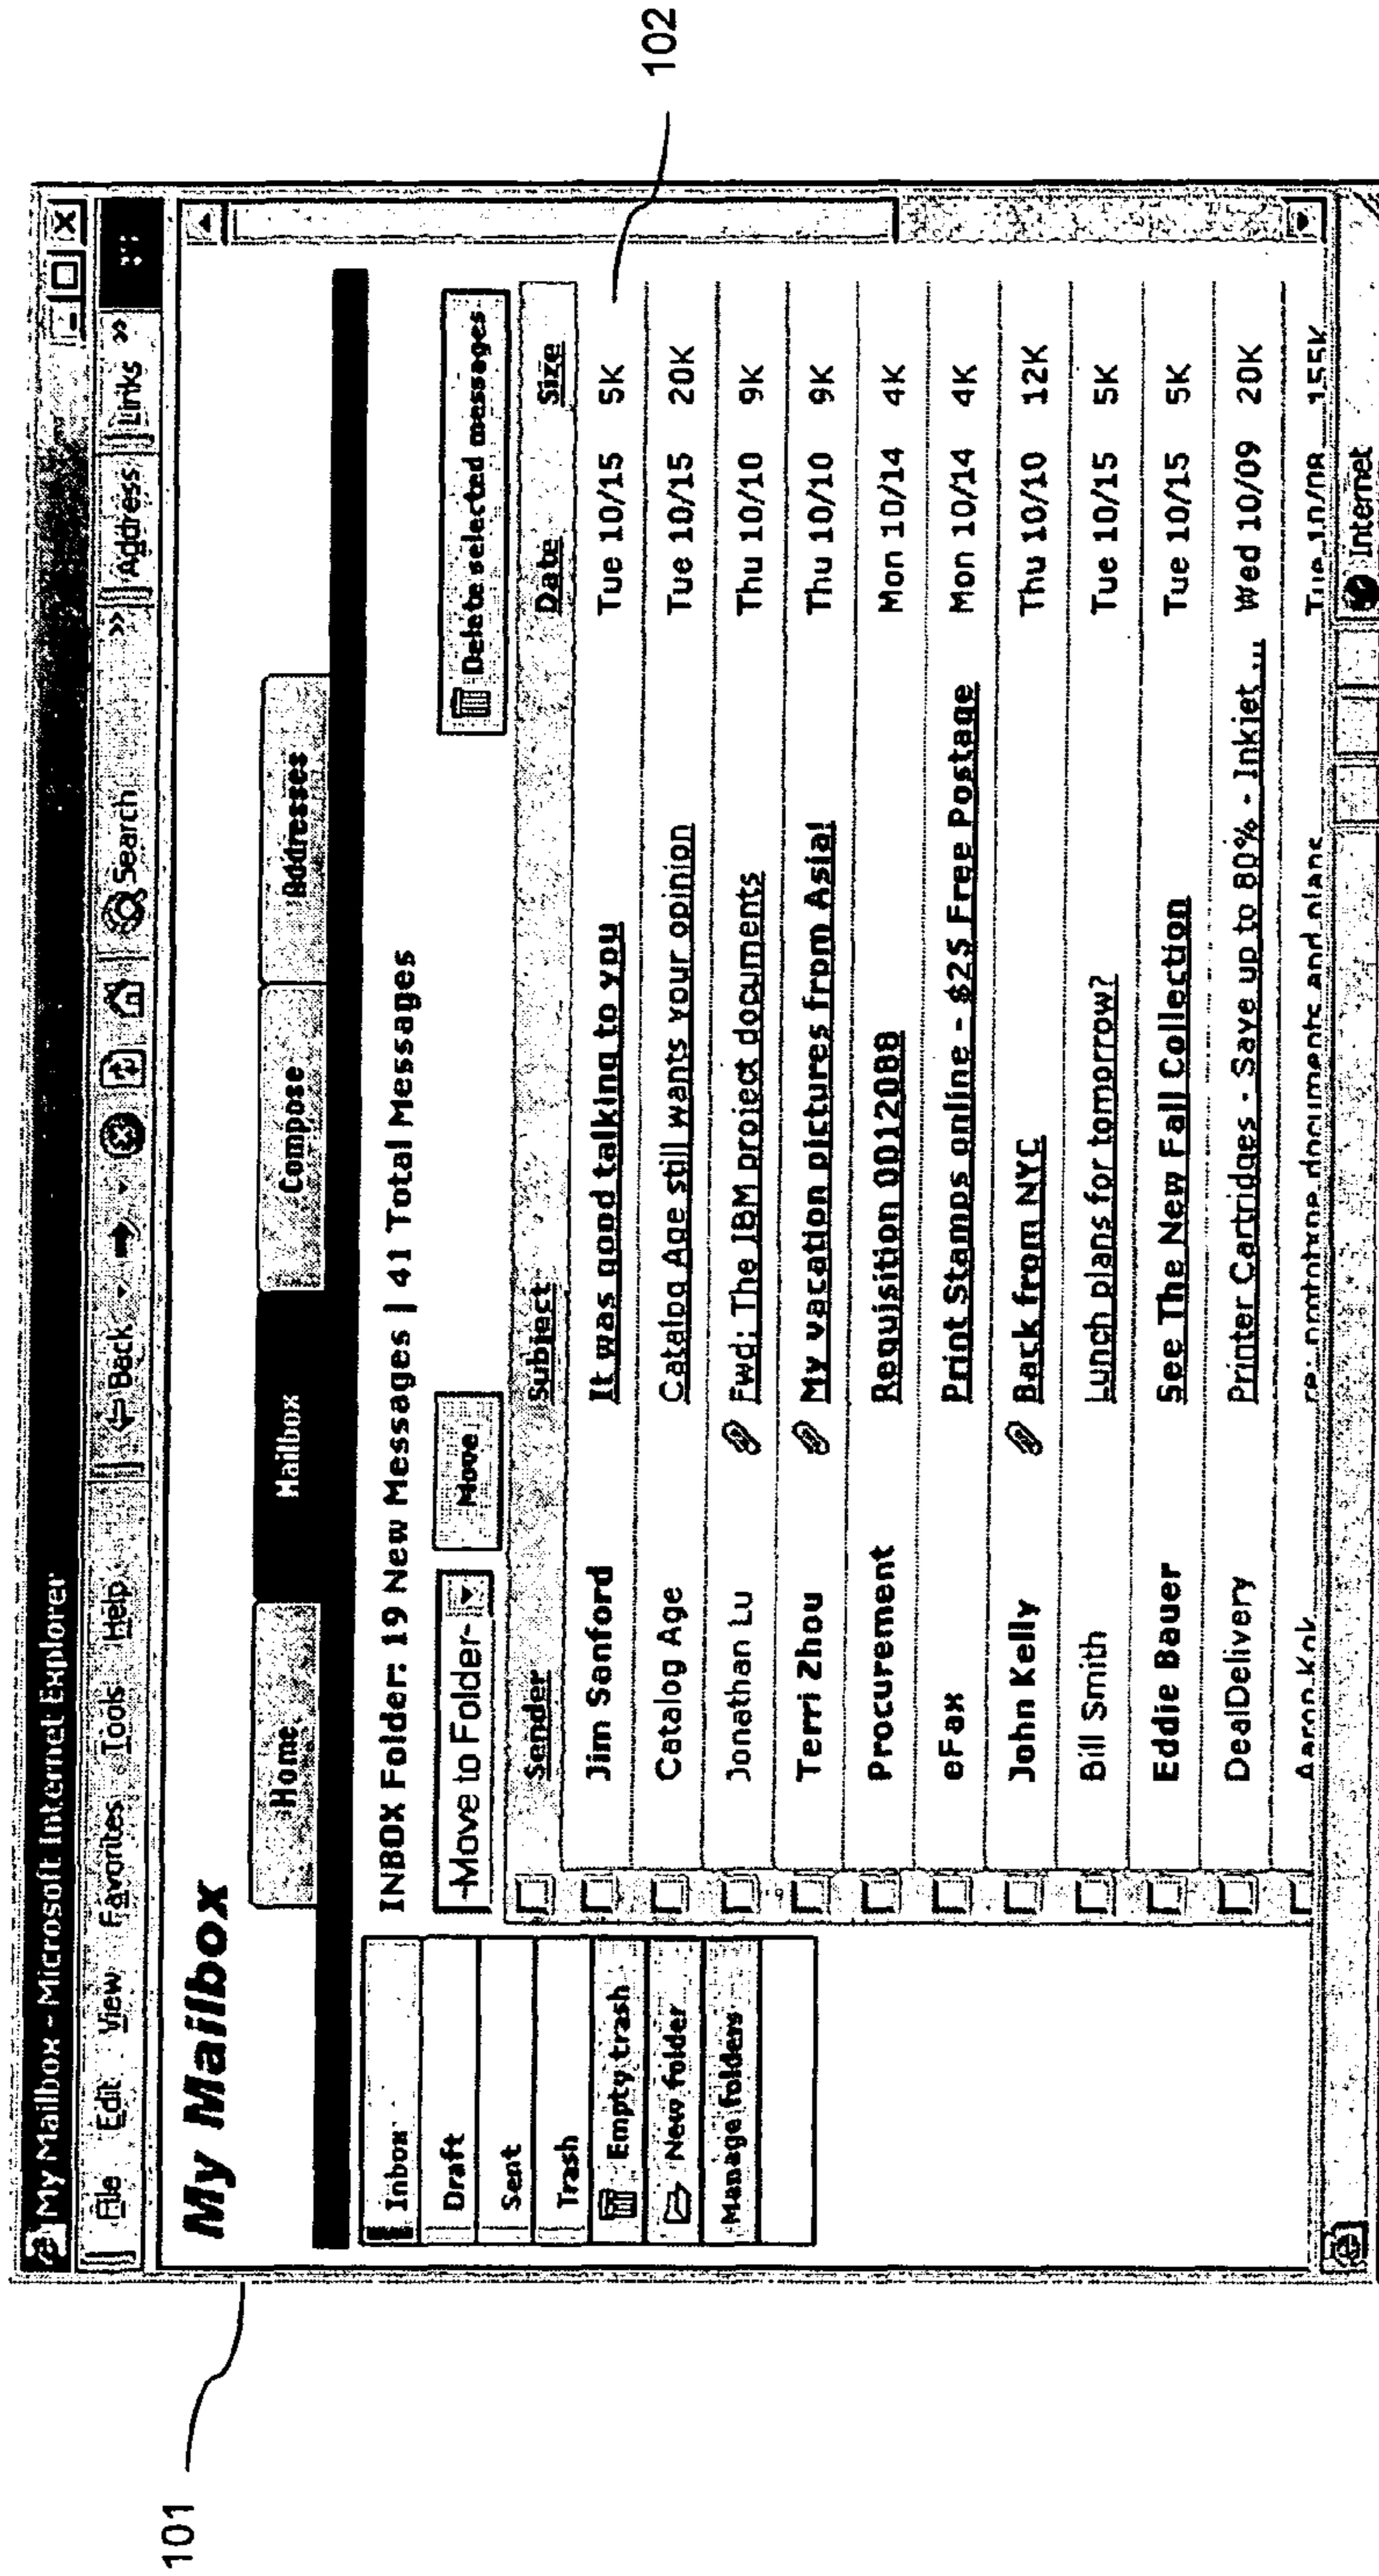 101
102
My Mailbox - Microsoft Internet Explorer
File Edit View Favorites Tools Help Back Search » Address Links »
My Mailbox
Home Mailbox Compose Addresses
INBOX Folder: 19 New Messages | 41 Total Messages
-Move to Folder- Move Delete selected messages
Inbox
Draft
Sent
Trash
Empty trash
New folder
Manage folders
Sender Subject Date Size
Jim Sanford It was good talking to you Tue 10/15 5K
Catalog Age Catalog Age still wants your opinion Tue 10/15 20K
Jonathan Lu Fwd: The IBM project documents Thu 10/10 9K
Terri Zhou My vacation pictures from Asia! Thu 10/10 9K
Procurement Requisition 0012088 Mon 10/14 4K
eFax Print Stamps online - $25 Free Postage Mon 10/14 4K
John Kelly Back from NYC Thu 10/10 12K
Bill Smith Lunch plans for tomorrow? Tue 10/15 5K
Eddie Bauer See The New Fall Collection Tue 10/15 5K
DealDelivery Printer Cartridges - Save up to 80% - Inkjet ... Wed 10/09 20K
Aaron documents and plans Tue 10/08 155K
Internet